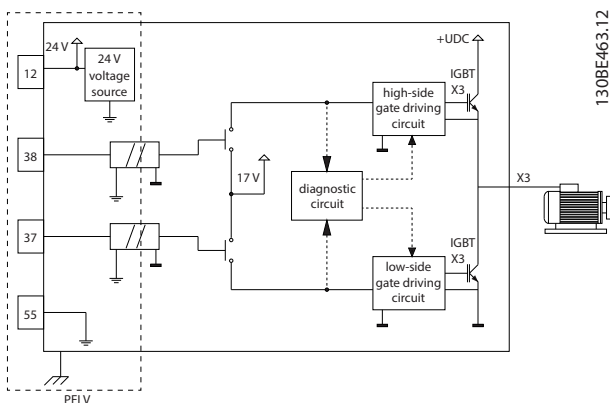 130BE463.12
+UDC
24 V
12
24 V
voltage
source
IGBT
X3
high-side
gate driving
circuit
38
17 V
diagnostic
circuit
X3
37
IGBT
X3
low-side
gate driving
circuit
55
PELV